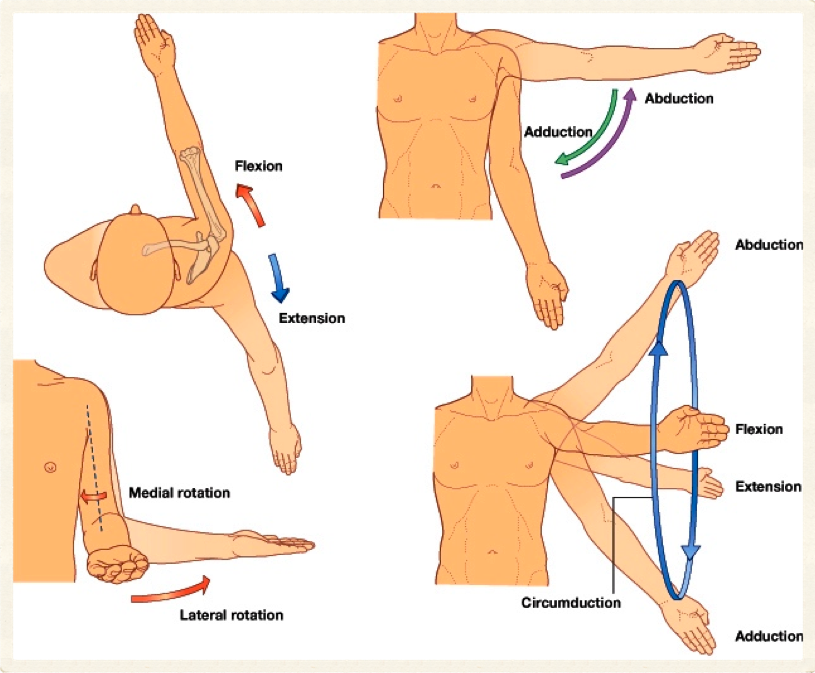 Flexion
Extension
Abduction
Adduction
Medial rotation
Lateral rotation
Abduction
Flexion
Extension
Circumduction
Adduction